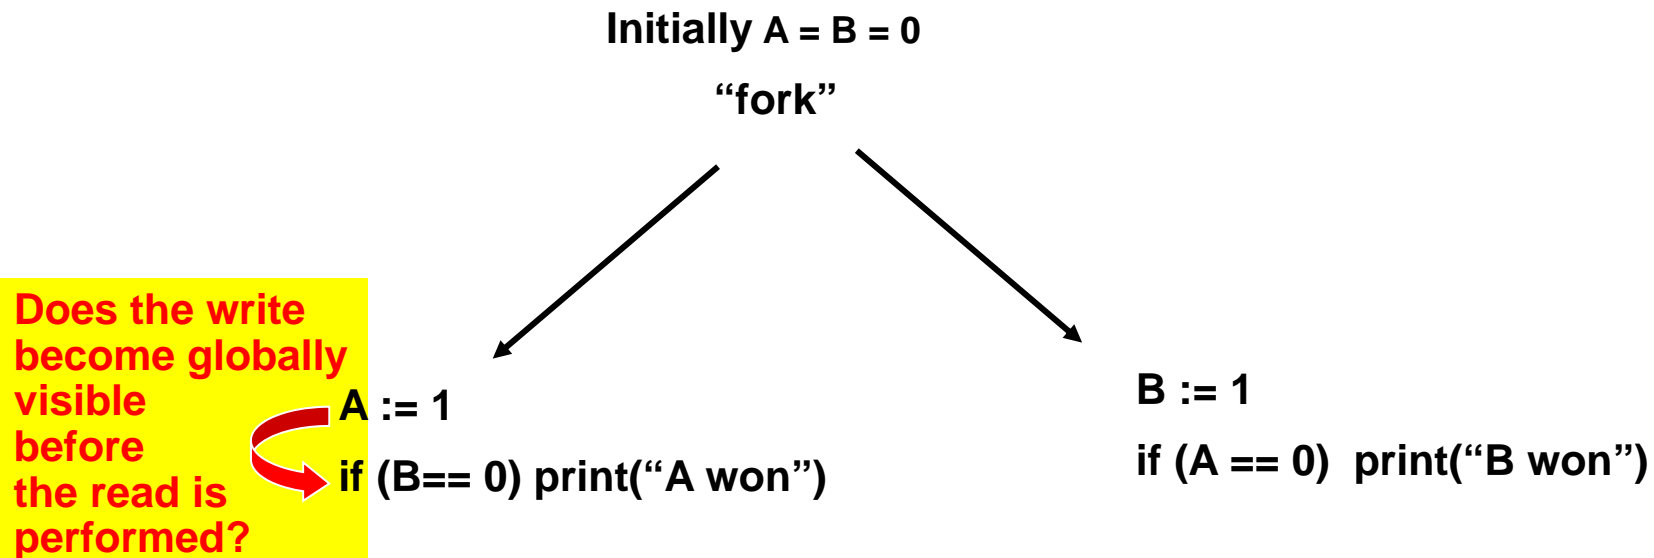 Initially A = B = 0
“fork”
Does the write
become globally
visible
before
the read is
performed?
A := 1
if (B== 0) print(“A won”)
B := 1
if (A == 0) print(“B won”)